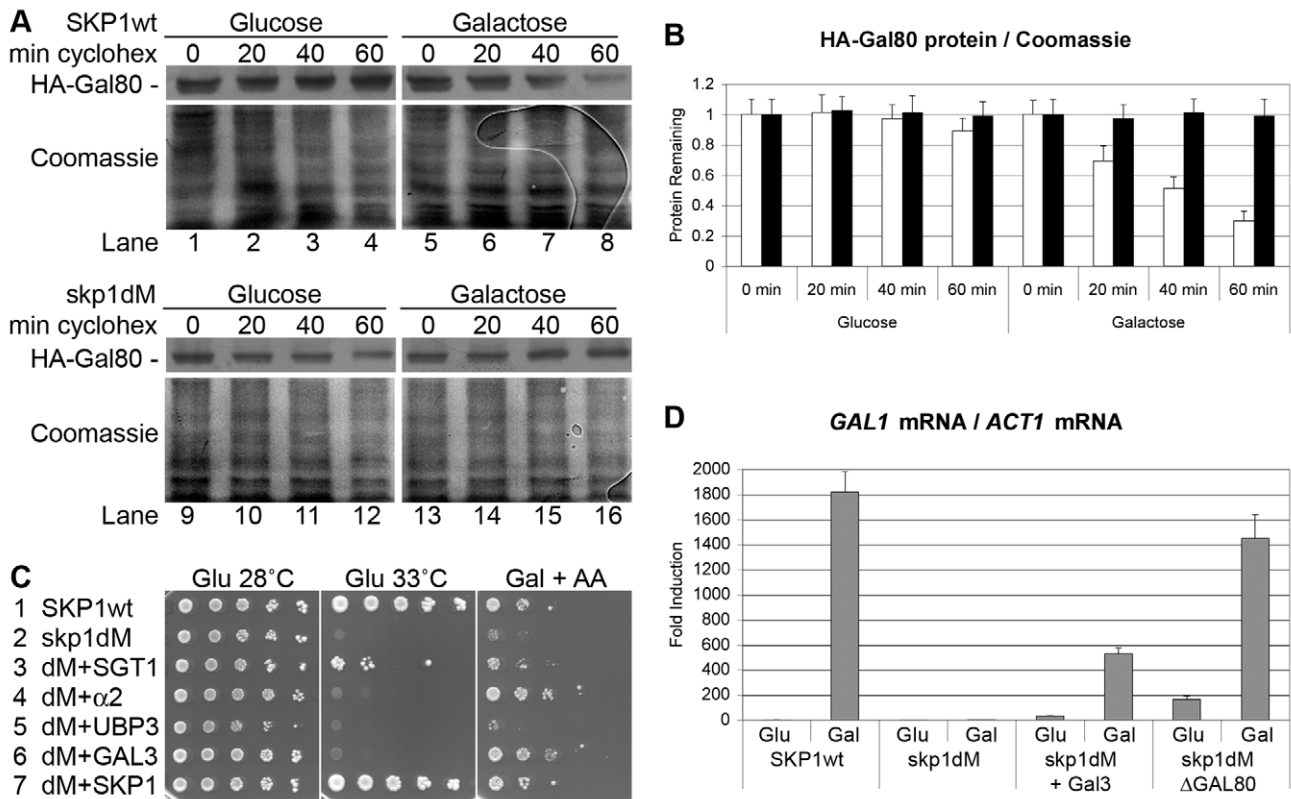 A
SKP1wt Glucose Galactose
min cyclohex 0 20 40 60 0 20 40 60
HA-Gal80 -
Coomassie
Lane 1 2 3 4 5 6 7 8
skp1dM Glucose Galactose
min cyclohex 0 20 40 60 0 20 40 60
HA-Gal80 -
Coomassie
Lane 9 10 11 12 13 14 15 16
B
HA-Gal80 protein / Coomassie
Protein Remaining
1.2
1
0.8
0.6
0.4
0.2
0
0 min 20 min 40 min 60 min 0 min 20 min 40 min 60 min
Glucose Galactose
C
Glu 28°C Glu 33°C Gal + AA
1 SKP1wt
2 skp1dM
3 dM+SGT1
4 dM+α2
5 dM+UBP3
6 dM+GAL3
7 dM+SKP1
D
GAL1 mRNA / ACT1 mRNA
Fold Induction
2000
1800
1600
1400
1200
1000
800
600
400
200
0
Glu Gal Glu Gal Glu Gal Glu Gal
SKP1wt skp1dM skp1dM skp1dM
+ Gal3 ΔGAL80